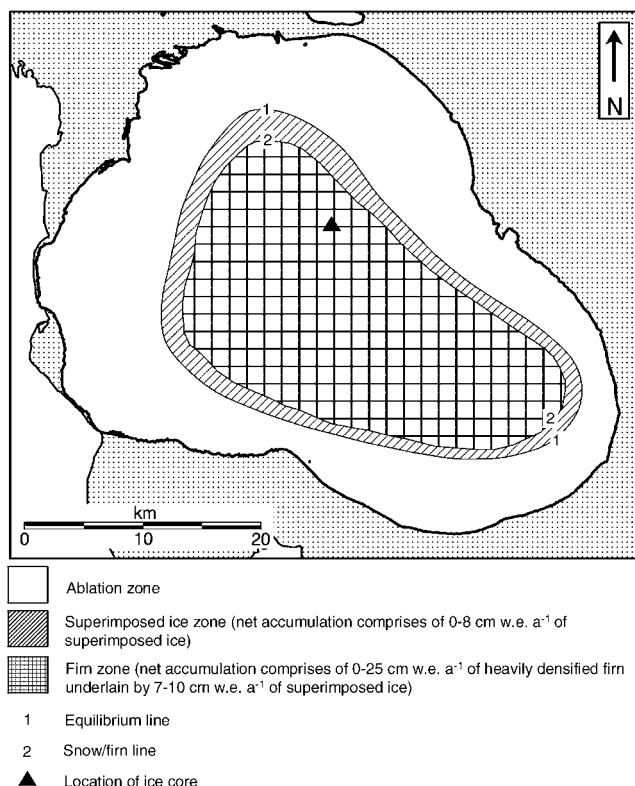 N
1
2
2
1
km
0 10 20
Ablation zone
Superimposed ice zone (net accumulation comprises of 0-8 cm w.e. a⁻¹ of
superimposed ice)
Firn zone (net accumulation comprises of 0-25 cm w.e. a⁻¹ of heavily densified firn
underlain by 7-10 cm w.e. a⁻¹ of superimposed ice)
1 Equilibrium line
2 Snow/firn line
Location of ice core